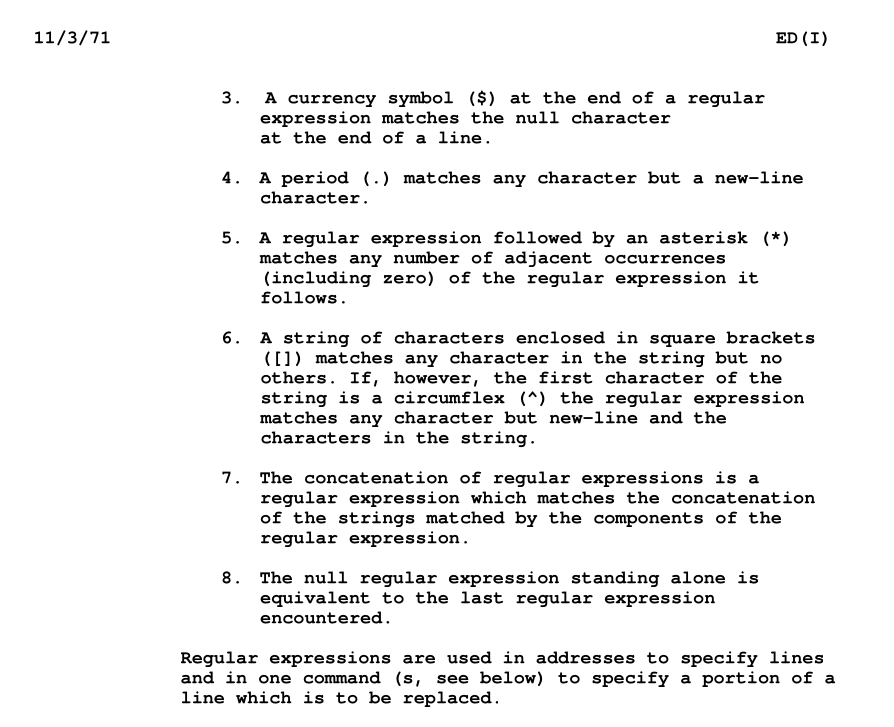 11/3/71 ED(I)
3. A currency symbol ($) at the end of a regular
expression matches the null character
at the end of a line.
4. A period (.) matches any character but a new-line
character.
5. A regular expression followed by an asterisk (*)
matches any number of adjacent occurrences
(including zero) of the regular expression it
follows.
6. A string of characters enclosed in square brackets
([]) matches any character in the string but no
others. If, however, the first character of the
string is a circumflex (^) the regular expression
matches any character but new-line and the
characters in the string.
7. The concatenation of regular expressions is a
regular expression which matches the concatenation
of the strings matched by the components of the
regular expression.
8. The null regular expression standing alone is
equivalent to the last regular expression
encountered.
Regular expressions are used in addresses to specify lines
and in one command (s, see below) to specify a portion of a
line which is to be replaced.